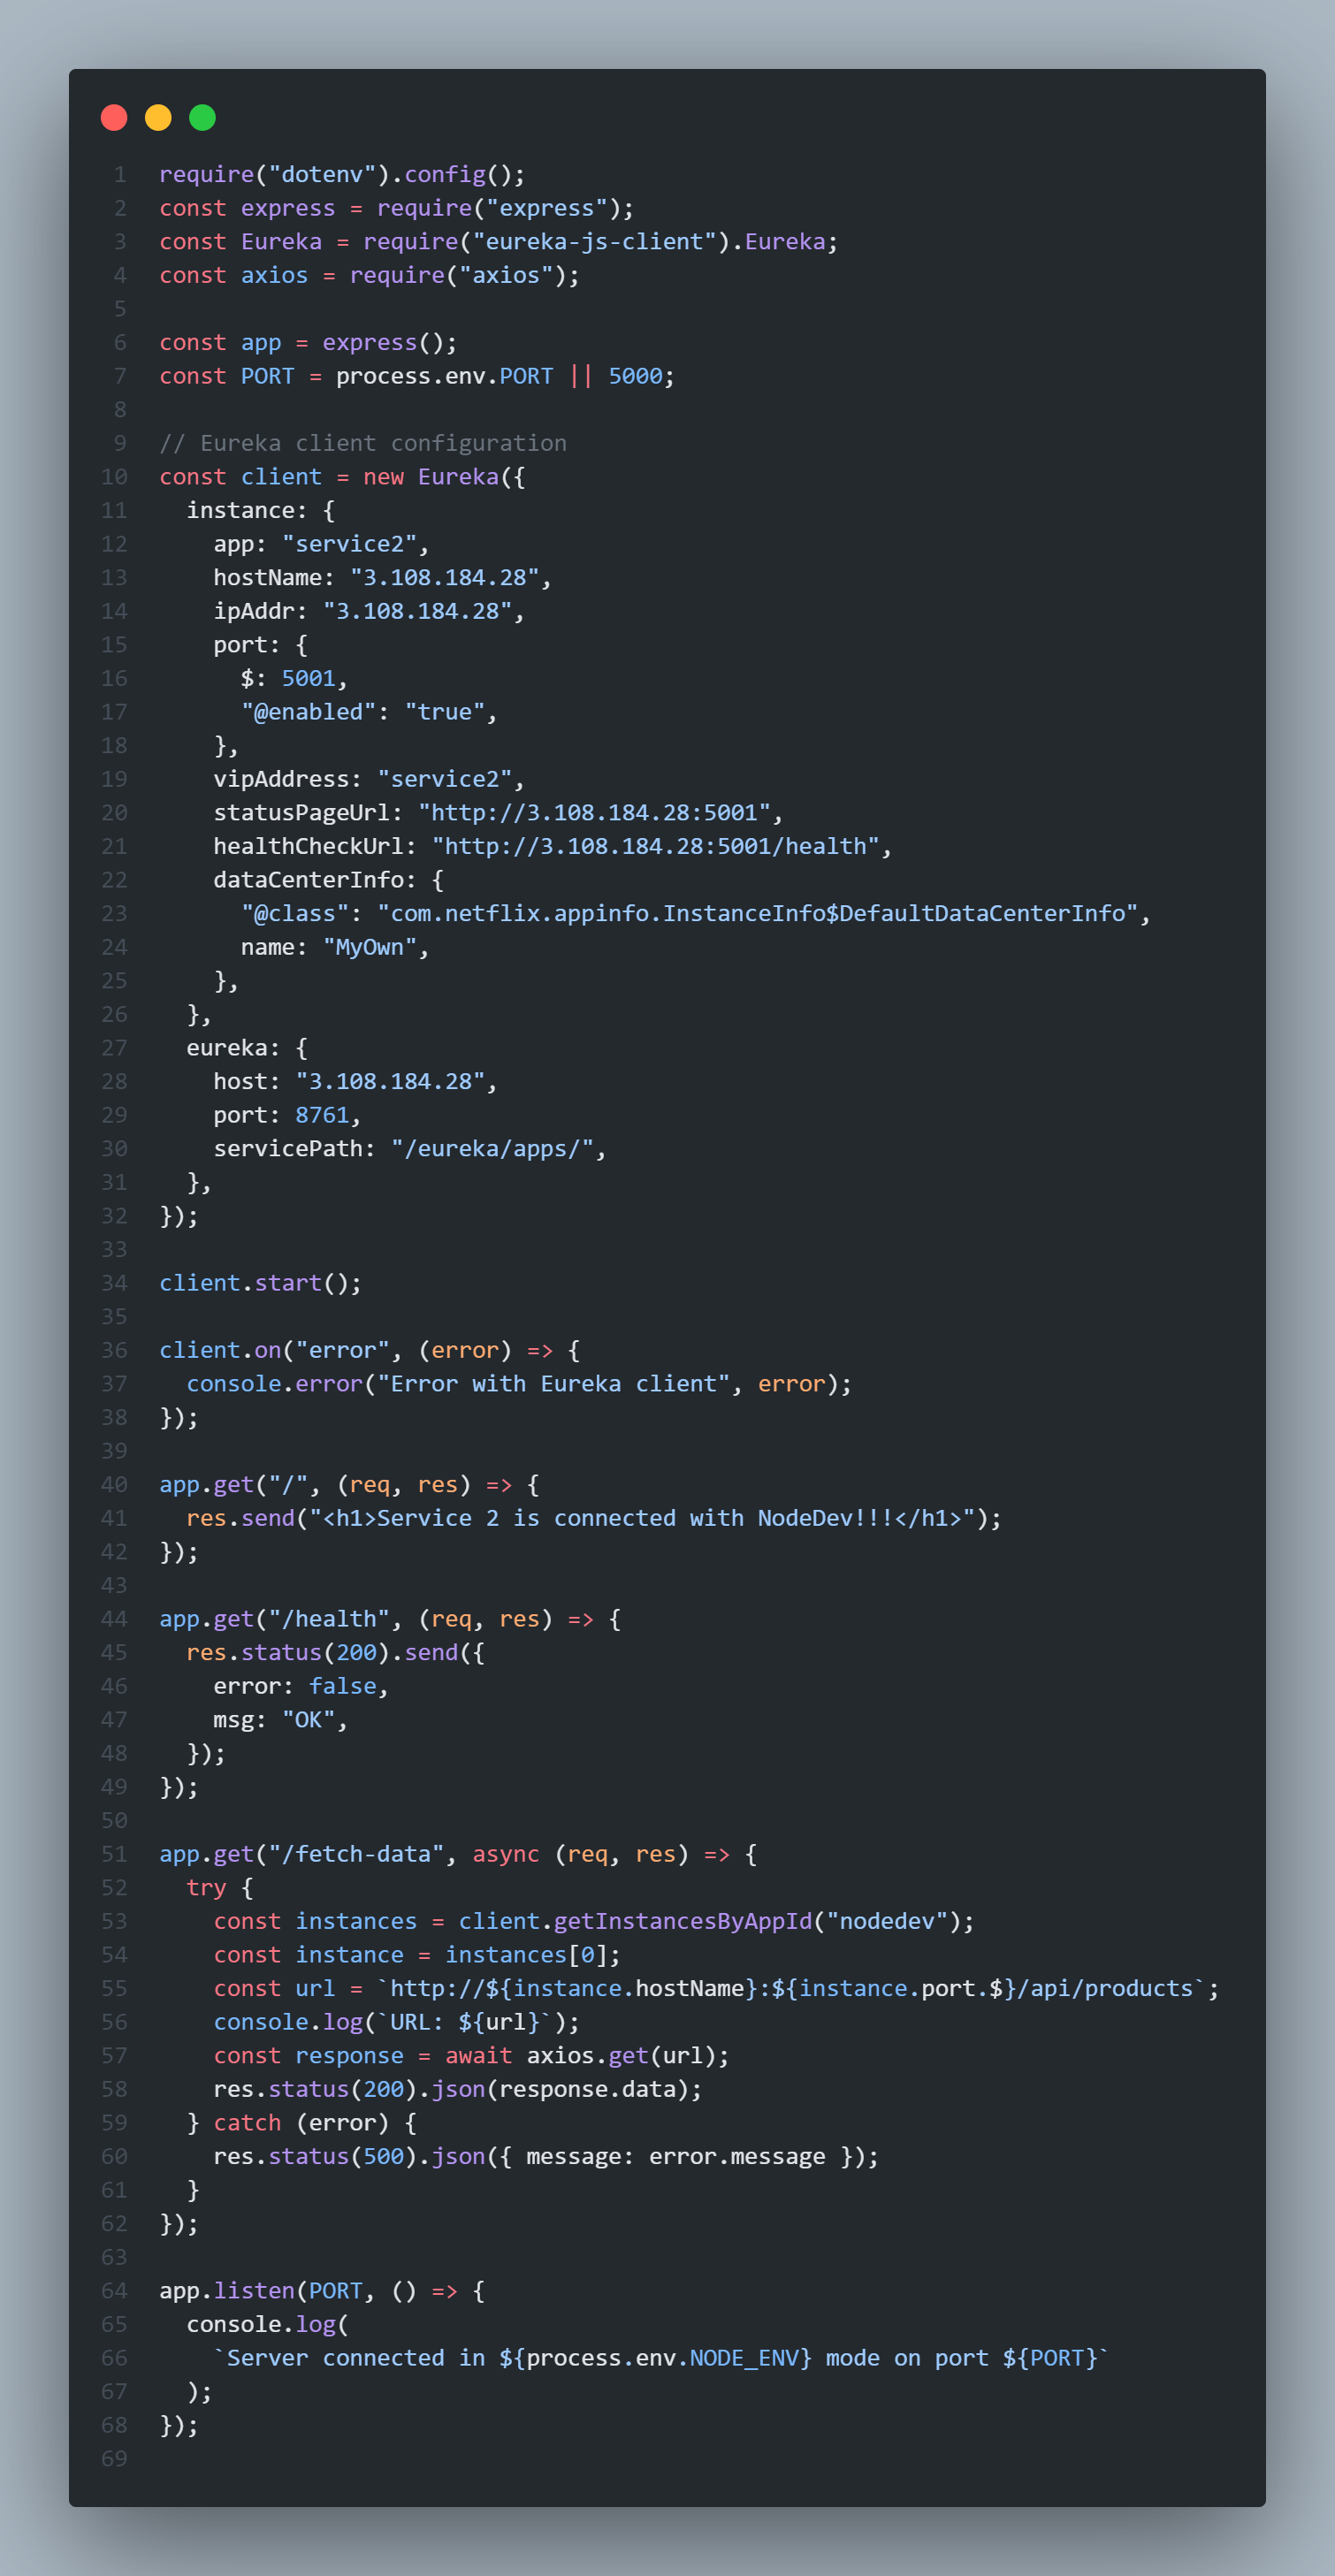 1 require("dotenv").config();
2 const express = require("express");
3 const Eureka = require("eureka-js-client").Eureka;
4 const axios = require("axios");
5
6 const app = express();
7 const PORT = process.env.PORT || 5000;
8
9 // Eureka client configuration
10 const client = new Eureka({
11   instance: {
12     app: "service2",
13     hostName: "3.108.184.28",
14     ipAddr: "3.108.184.28",
15     port: {
16       $: 5001,
17       "@enabled": "true",
18     },
19     vipAddress: "service2",
20     statusPageUrl: "http://3.108.184.28:5001",
21     healthCheckUrl: "http://3.108.184.28:5001/health",
22     dataCenterInfo: {
23       "@class": "com.netflix.appinfo.InstanceInfo$DefaultDataCenterInfo",
24       name: "MyOwn",
25     },
26   },
27   eureka: {
28     host: "3.108.184.28",
29     port: 8761,
30     servicePath: "/eureka/apps/",
31   },
32 });
33
34 client.start();
35
36 client.on("error", (error) => {
37   console.error("Error with Eureka client", error);
38 });
39
40 app.get("/", (req, res) => {
41   res.send("<h1>Service 2 is connected with NodeDev!!!</h1>");
42 });
43
44 app.get("/health", (req, res) => {
45   res.status(200).send({
46     error: false,
47     msg: "OK",
48   });
49 });
50
51 app.get("/fetch-data", async (req, res) => {
52   try {
53     const instances = client.getInstancesByAppId("nodedev");
54     const instance = instances[0];
55     const url = `http://${instance.hostName}:${instance.port.$}/api/products`;
56     console.log(`URL: ${url}`);
57     const response = await axios.get(url);
58     res.status(200).json(response.data);
59   } catch (error) {
60     res.status(500).json({ message: error.message });
61   }
62 });
63
64 app.listen(PORT, () => {
65   console.log(
66     `Server connected in ${process.env.NODE_ENV} mode on port ${PORT}`
67   );
68 });
69